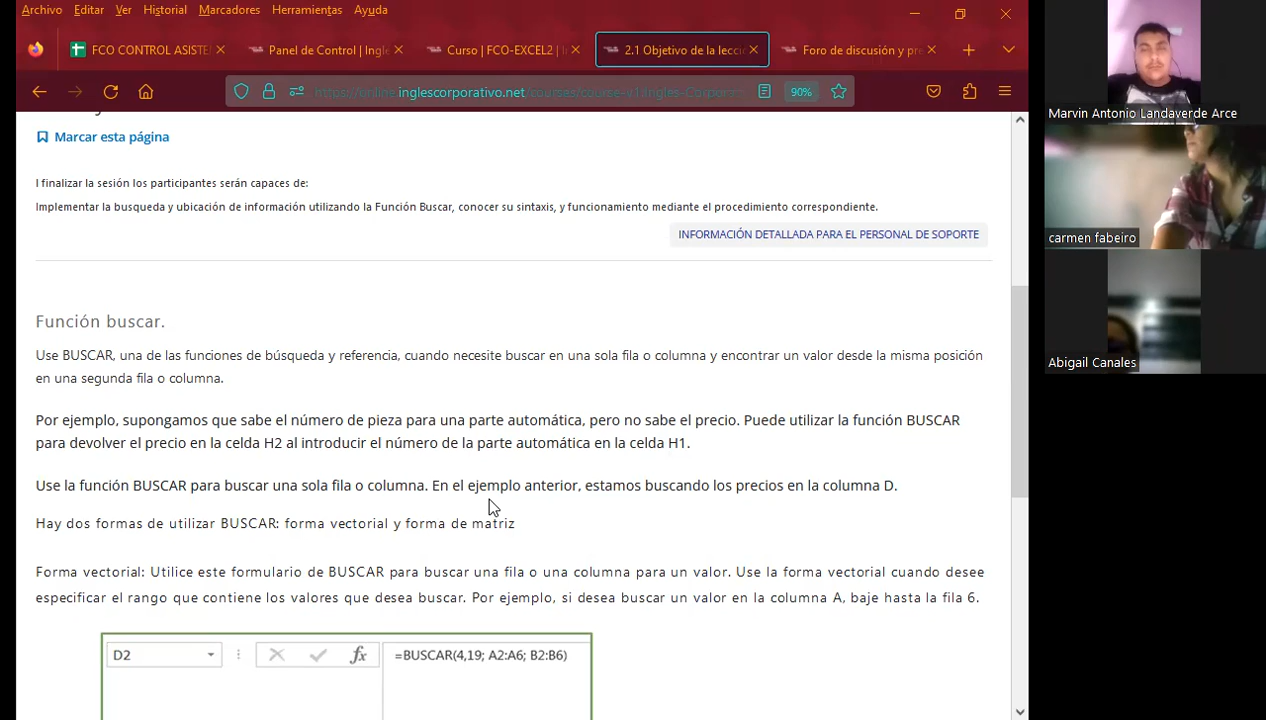 Archivo Editar Ver Historial Marcadores Herramientas Ayuda
FCO CONTROL ASISTE
Panel de Control | Ingle
Curso | FCO-EXCEL2 | I
2.1 Objetivo de la lecci
Foro de discusión y pre
https://online.inglescorporativo.net/courses/course-v1:Ingles-Corpora
90%
Marcar esta página
l finalizar la sesión los participantes serán capaces de:
Implementar la busqueda y ubicación de información utilizando la Función Buscar, conocer su sintaxis, y funcionamiento mediante el procedimiento correspondiente.
INFORMACIÓN DETALLADA PARA EL PERSONAL DE SOPORTE
Función buscar.
Use BUSCAR, una de las funciones de búsqueda y referencia, cuando necesite buscar en una sola fila o columna y encontrar un valor desde la misma posición
en una segunda fila o columna.
Por ejemplo, supongamos que sabe el número de pieza para una parte automática, pero no sabe el precio. Puede utilizar la función BUSCAR
para devolver el precio en la celda H2 al introducir el número de la parte automática en la celda H1.
Use la función BUSCAR para buscar una sola fila o columna. En el ejemplo anterior, estamos buscando los precios en la columna D.
Hay dos formas de utilizar BUSCAR: forma vectorial y forma de matriz
Forma vectorial: Utilice este formulario de BUSCAR para buscar una fila o una columna para un valor. Use la forma vectorial cuando desee
especificar el rango que contiene los valores que desea buscar. Por ejemplo, si desea buscar un valor en la columna A, baje hasta la fila 6.
D2
fx
=BUSCAR(4,19; A2:A6; B2:B6)
Marvin Antonio Landaverde Arce
carmen fabeiro
Abigail Canales